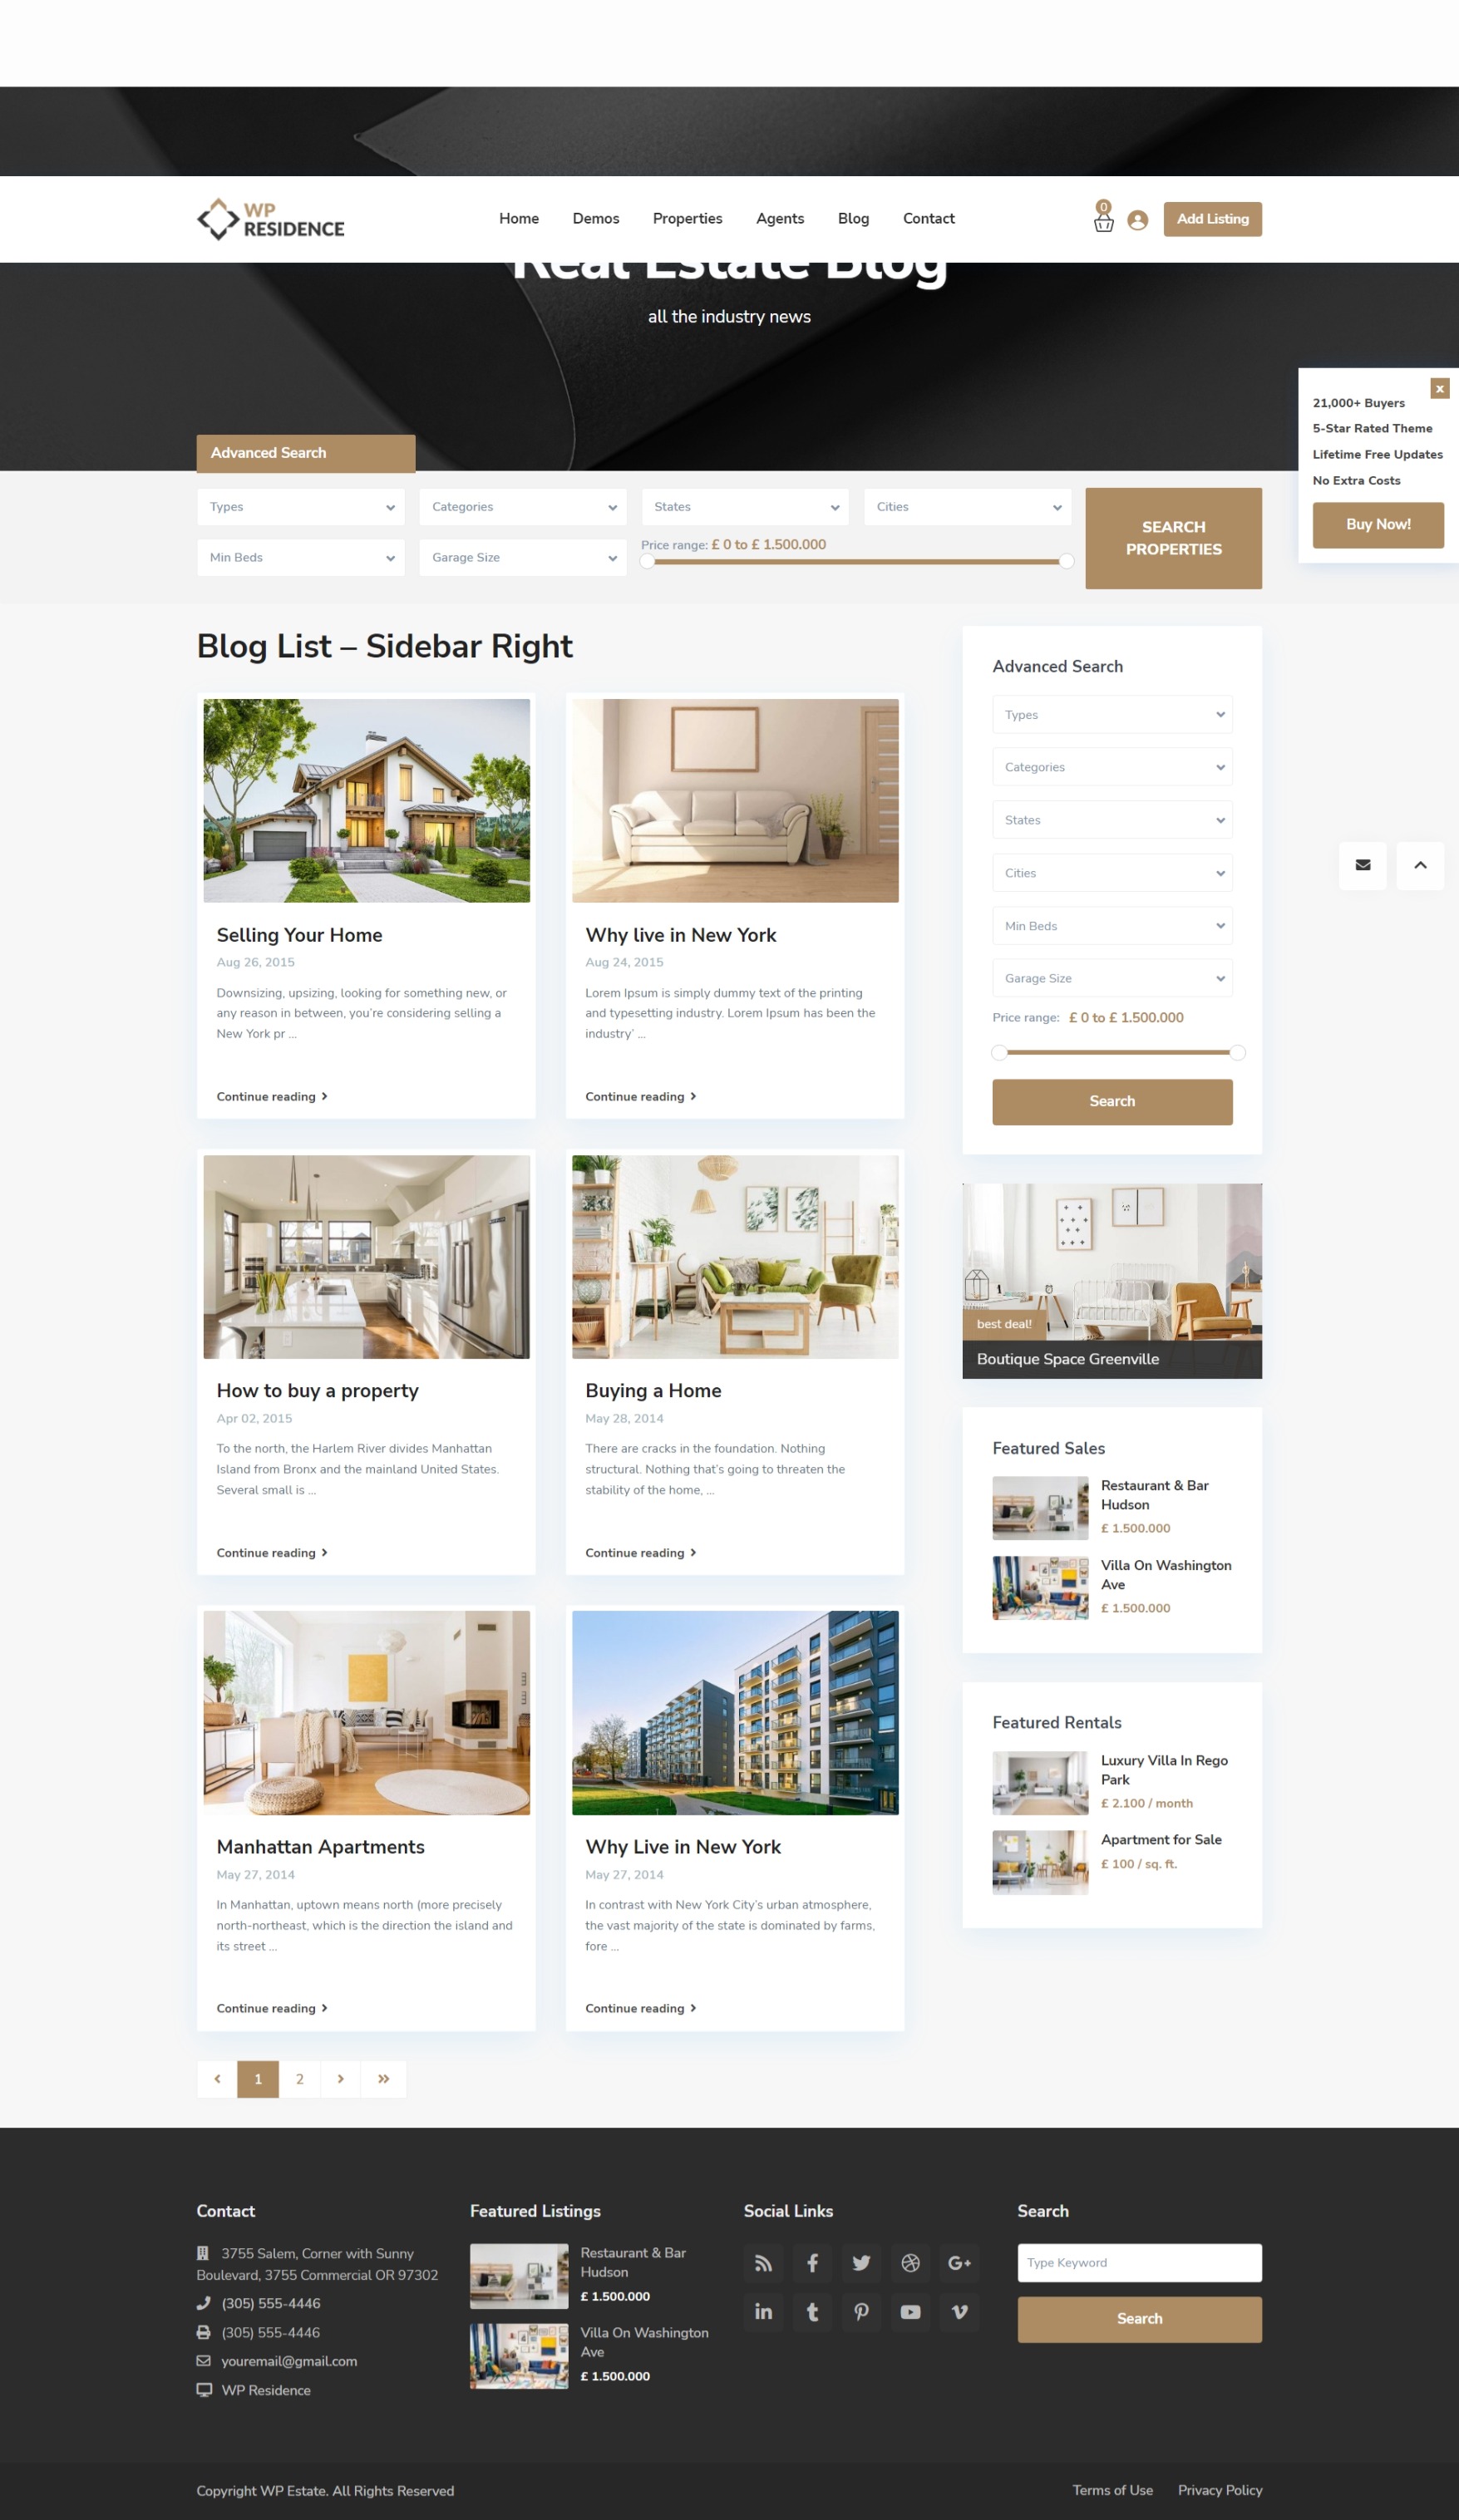 WP
RESIDENCE
Home Demos Properties Agents Blog Contact
0
Add Listing
Real Estate Blog
all the industry news
x
21,000+ Buyers
5-Star Rated Theme
Lifetime Free Updates
No Extra Costs
Buy Now!
Advanced Search
Types Categories States Cities
SEARCH
PROPERTIES
Min Beds Garage Size
Price range: £ 0 to £ 1.500.000
Blog List – Sidebar Right
Selling Your Home
Aug 26, 2015
Downsizing, upsizing, looking for something new, or
any reason in between, you're considering selling a
New York pr ...
Continue reading
Why live in New York
Aug 24, 2015
Lorem Ipsum is simply dummy text of the printing
and typesetting industry. Lorem Ipsum has been the
industry' ...
Continue reading
How to buy a property
Apr 02, 2015
To the north, the Harlem River divides Manhattan
Island from Bronx and the mainland United States.
Several small is ...
Continue reading
Buying a Home
May 28, 2014
There are cracks in the foundation. Nothing
structural. Nothing that's going to threaten the
stability of the home, ...
Continue reading
Manhattan Apartments
May 27, 2014
In Manhattan, uptown means north (more precisely
north-northeast, which is the direction the island and
its street ...
Continue reading
Why Live in New York
May 27, 2014
In contrast with New York City's urban atmosphere,
the vast majority of the state is dominated by farms,
fore ...
Continue reading
1 2
Advanced Search
Types
Categories
States
Cities
Min Beds
Garage Size
Price range: £ 0 to £ 1.500.000
Search
best deal!
Boutique Space Greenville
Featured Sales
Restaurant & Bar
Hudson
£ 1.500.000
Villa On Washington
Ave
£ 1.500.000
Featured Rentals
Luxury Villa In Rego
Park
£ 2.100 / month
Apartment for Sale
£ 100 / sq. ft.
Contact
3755 Salem, Corner with Sunny
Boulevard, 3755 Commercial OR 97302
(305) 555-4446
(305) 555-4446
youremail@gmail.com
WP Residence
Featured Listings
Restaurant & Bar
Hudson
£ 1.500.000
Villa On Washington
Ave
£ 1.500.000
Social Links
Search
Type Keyword
Search
Copyright WP Estate. All Rights Reserved
Terms of Use Privacy Policy